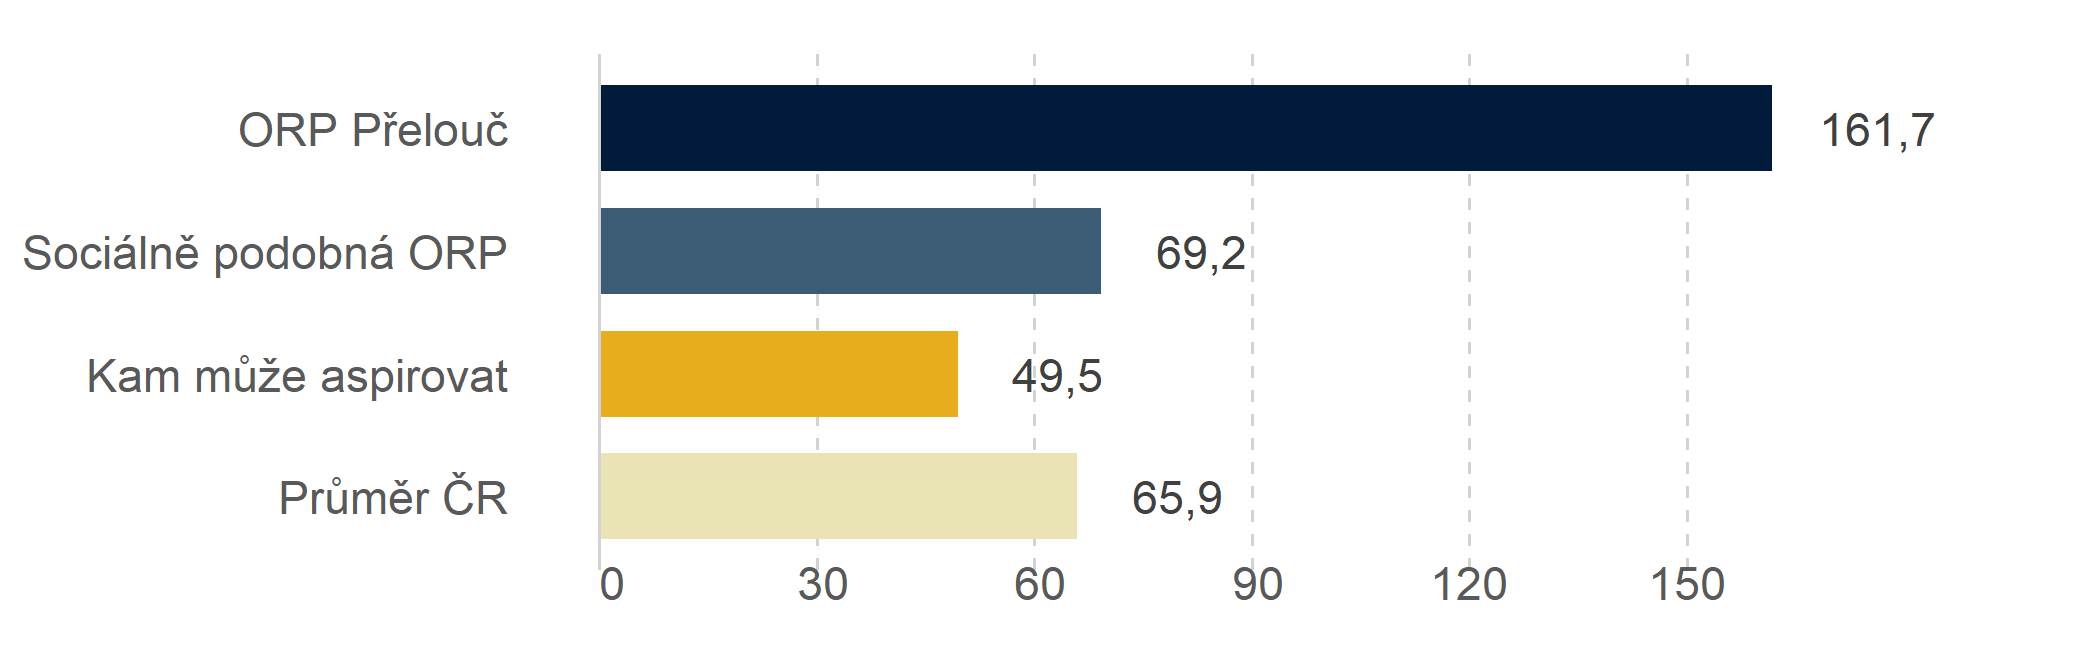 ORP Přelouč
161,7
Sociálně podobná ORP
69,2
Kam může aspirovat
49,5
Průměr ČR
65,9
0 30 60 90 120 150